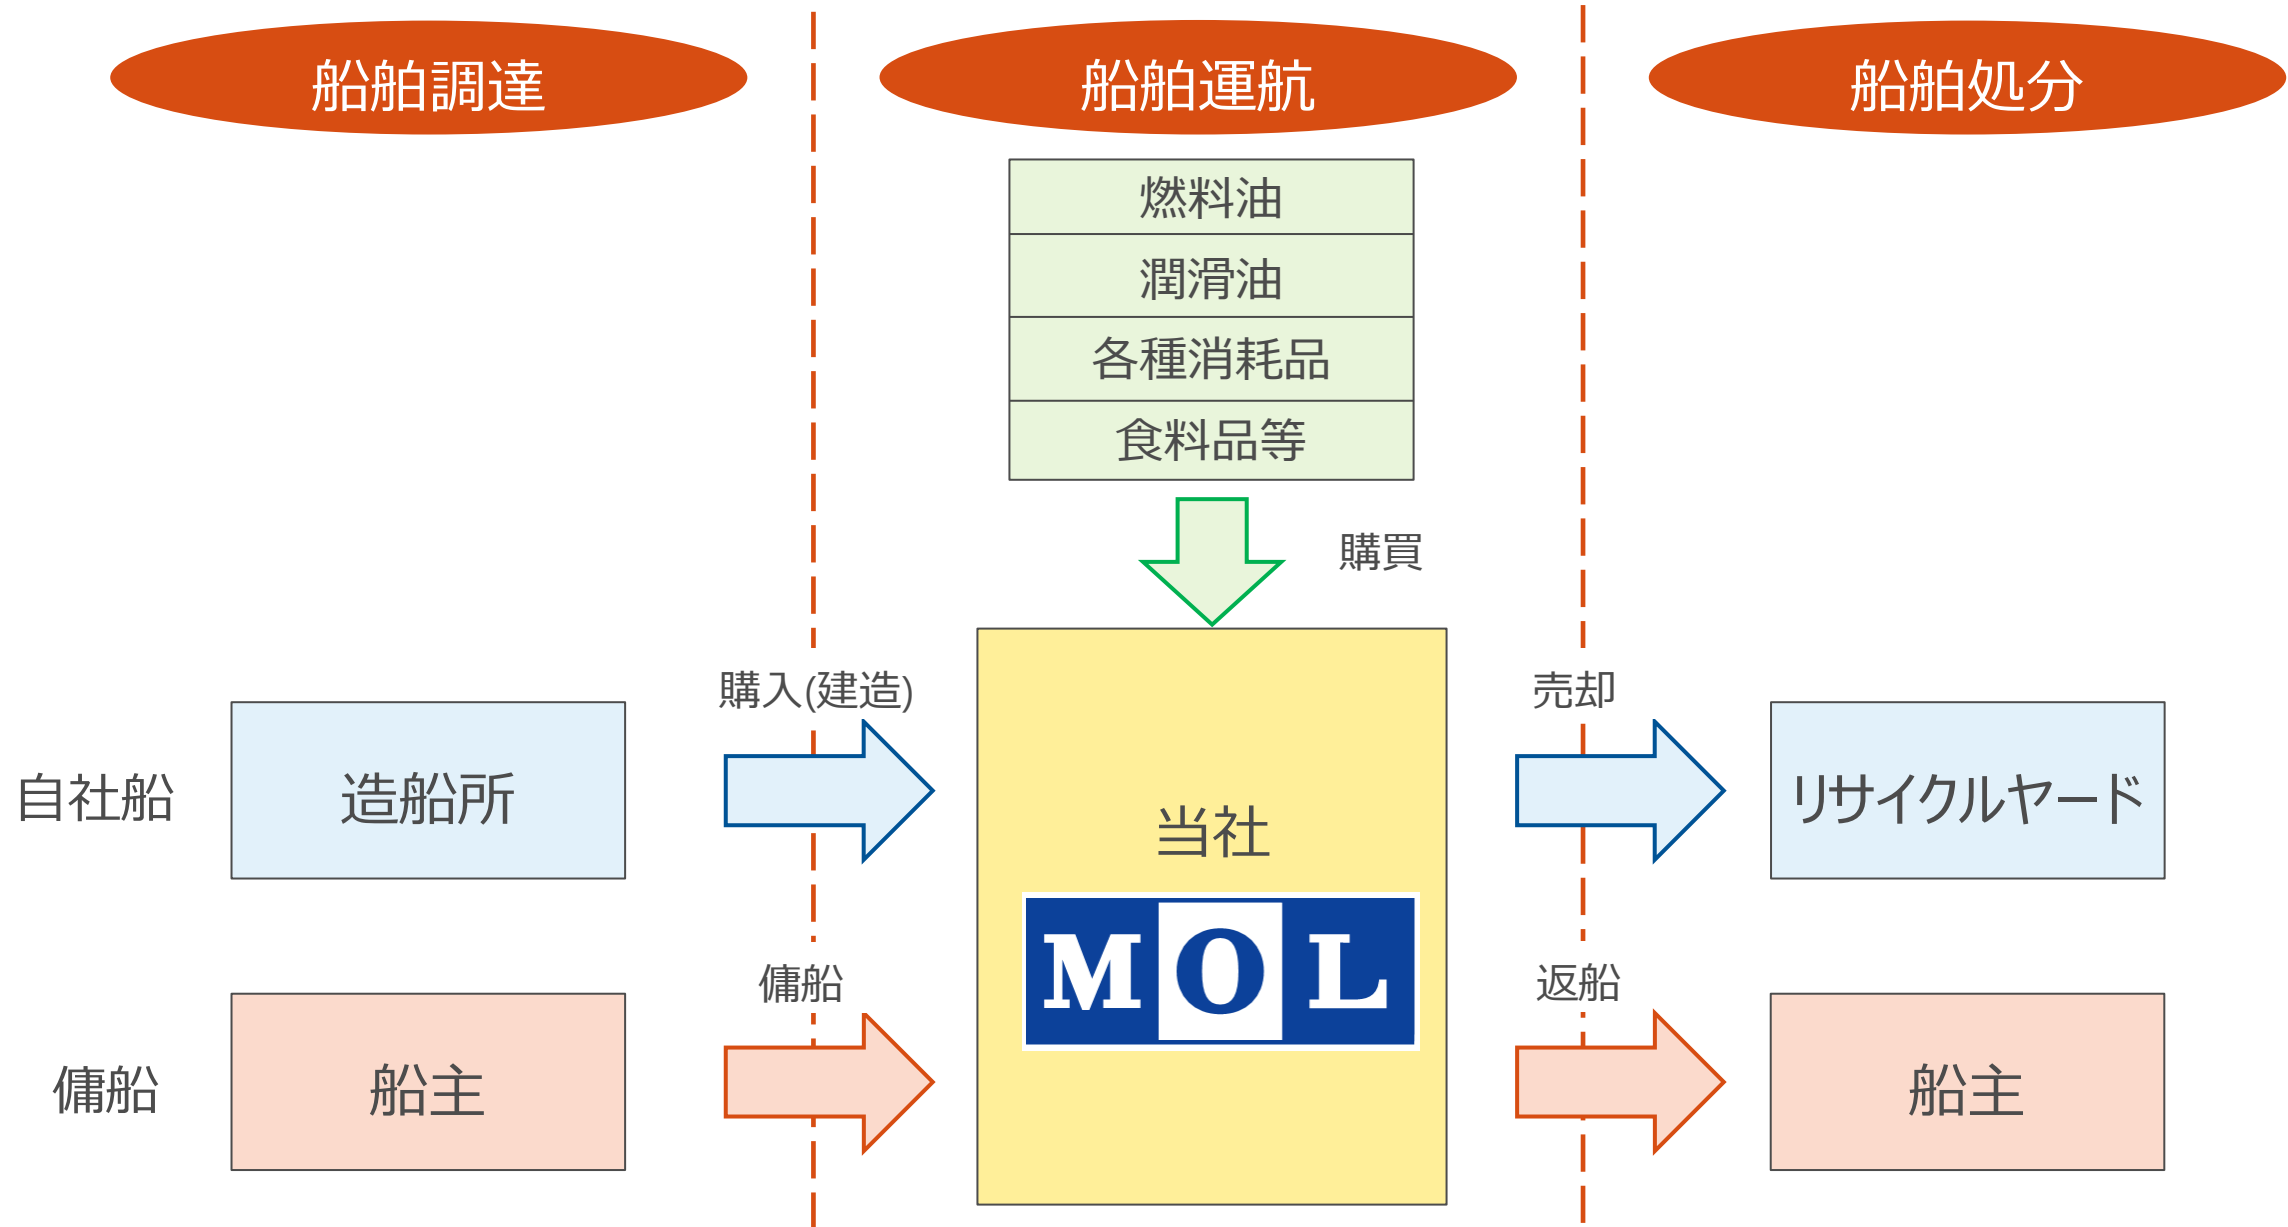 船舶調達
船舶運航
船舶処分
燃料油
潤滑油
各種消耗品
食料品等
購買
購入(建造)
売却
自社船
造船所
当社
リサイクルヤード
MOL
傭船
返船
傭船
船主
船主